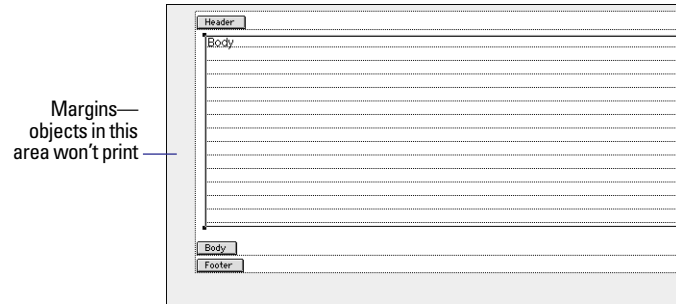 Header
Body
Margins—
objects in this
area won’t print
Body
Footer